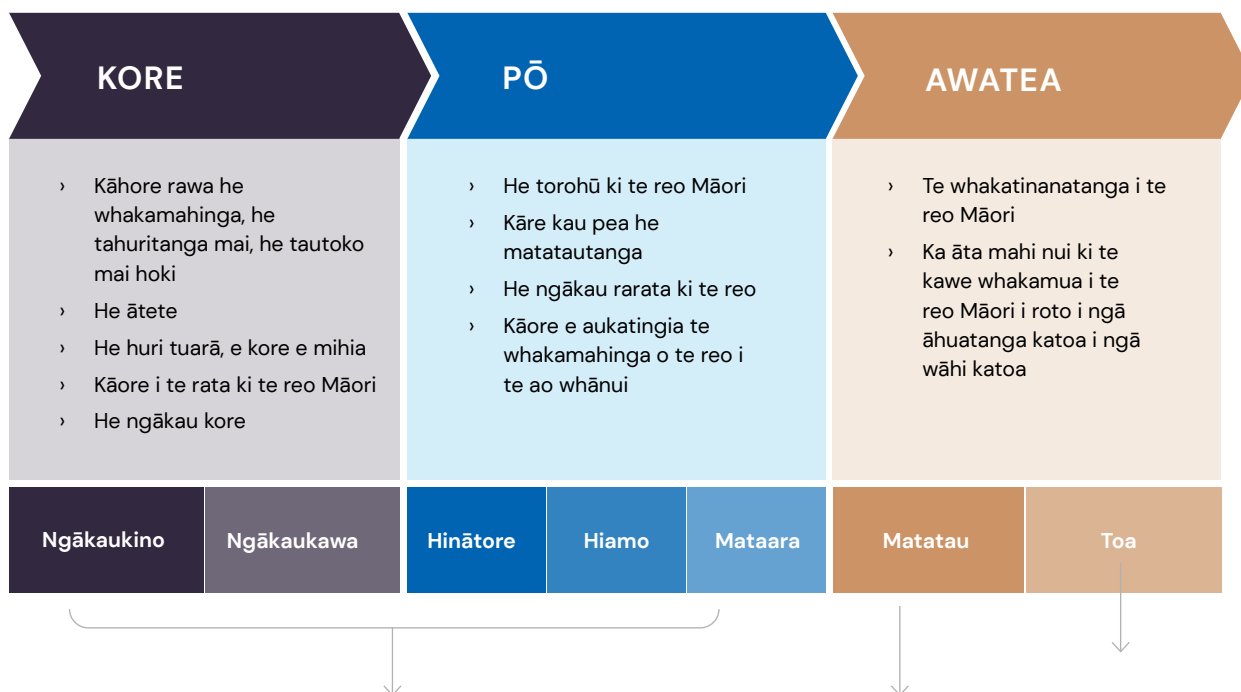 KORE
› Kāhore rawa he
whakamahinga, he
tahuritanga mai, he tautoko
mai hoki
› He ātete
› He huri tuarā, e kore e mihia
› Kāore i te rata ki te reo Māori
› He ngākau kore
Ngākaukino
Ngākaukawa
PŌ
› He torohū ki te reo Māori
› Kāre kau pea he
matatautanga
› He ngākau rarata ki te reo
› Kāore e aukatingia te
whakamahinga o te reo i
te ao whānui
Hinātore
Hiamo
Mataara
AWATEA
› Te whakatinanatanga i te
reo Māori
› Ka āta mahi nui ki te
kawe whakamua i te
reo Māori i roto i ngā
āhuatanga katoa i ngā
wāhi katoa
Matatau
Toa